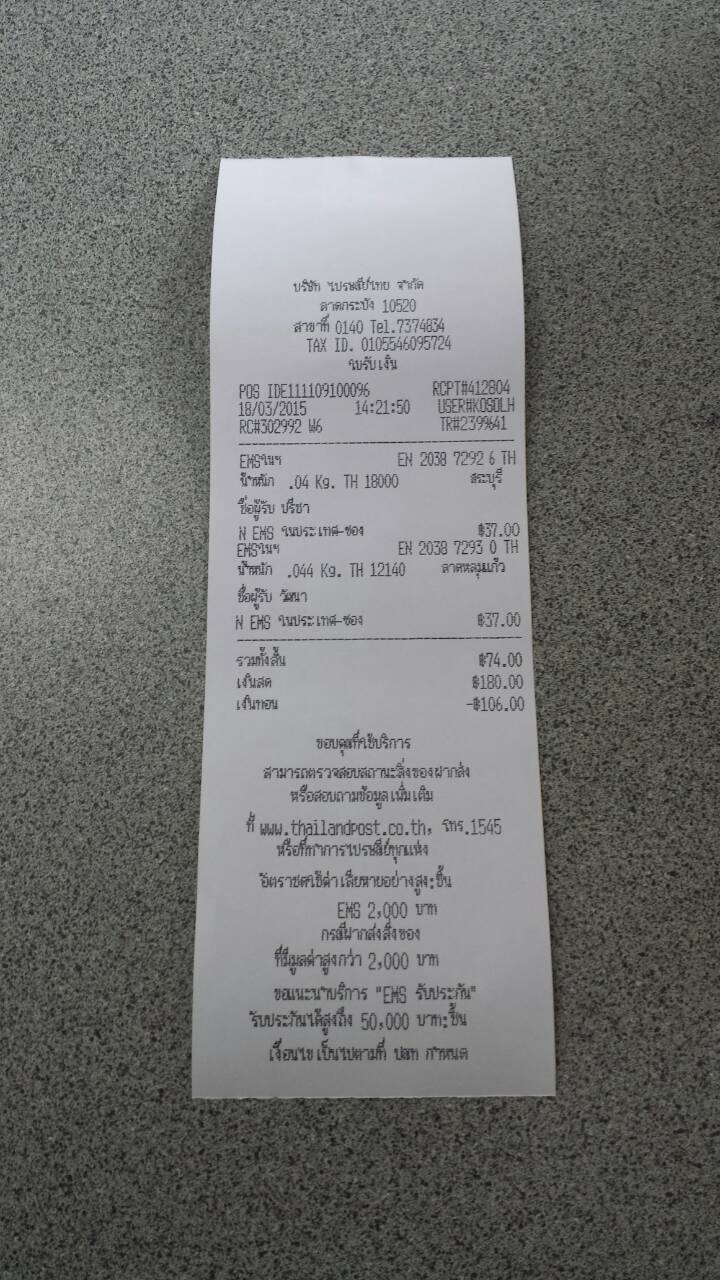 บริษัท ไปรษณีย์ไทย จำกัด
ลาดกระบัง 10520
สาขาที่ 0140 Tel.7374834
TAX ID. 0105546095724
ใบรับเงิน
POS IDE111109100096 RCPT#412804
18/03/2015 14:21:50 USER#KOSOLH
RC#302992 W6 TR#2399641
EMSในฯ EN 2038 7292 6 TH
น้ำหนัก .04 Kg. TH 18000 สระบุรี
ชื่อผู้รับ ปรีชา
N EMS ในประเทศ-ซอง ฿37.00
EMSในฯ EN 2038 7293 0 TH
น้ำหนัก .044 Kg. TH 12140 ลาดหลุมแก้ว
ชื่อผู้รับ วัฒนา
N EMS ในประเทศ-ซอง ฿37.00
รวมทั้งสิ้น ฿74.00
เงินสด ฿180.00
เงินทอน -฿106.00
ขอบคุณที่ใช้บริการ
สามารถตรวจสอบสถานะสิ่งของฝากส่ง
หรือสอบถามข้อมูลเพิ่มเติม
ที่ www.thailandpost.co.th, โทร.1545
หรือที่ทำการไปรษณีย์ทุกแห่ง
อัตราชดใช้ค่าเสียหายอย่างสูง:ชิ้น
EMS 2,000 บาท
กรณีฝากส่งสิ่งของ
ที่มีมูลค่าสูงกว่า 2,000 บาท
ขอแนะนำบริการ "EMS รับประกัน"
รับประกันได้สูงถึง 50,000 บาท:ชิ้น
เงื่อนไขเป็นไปตามที่ ปณท กำหนด